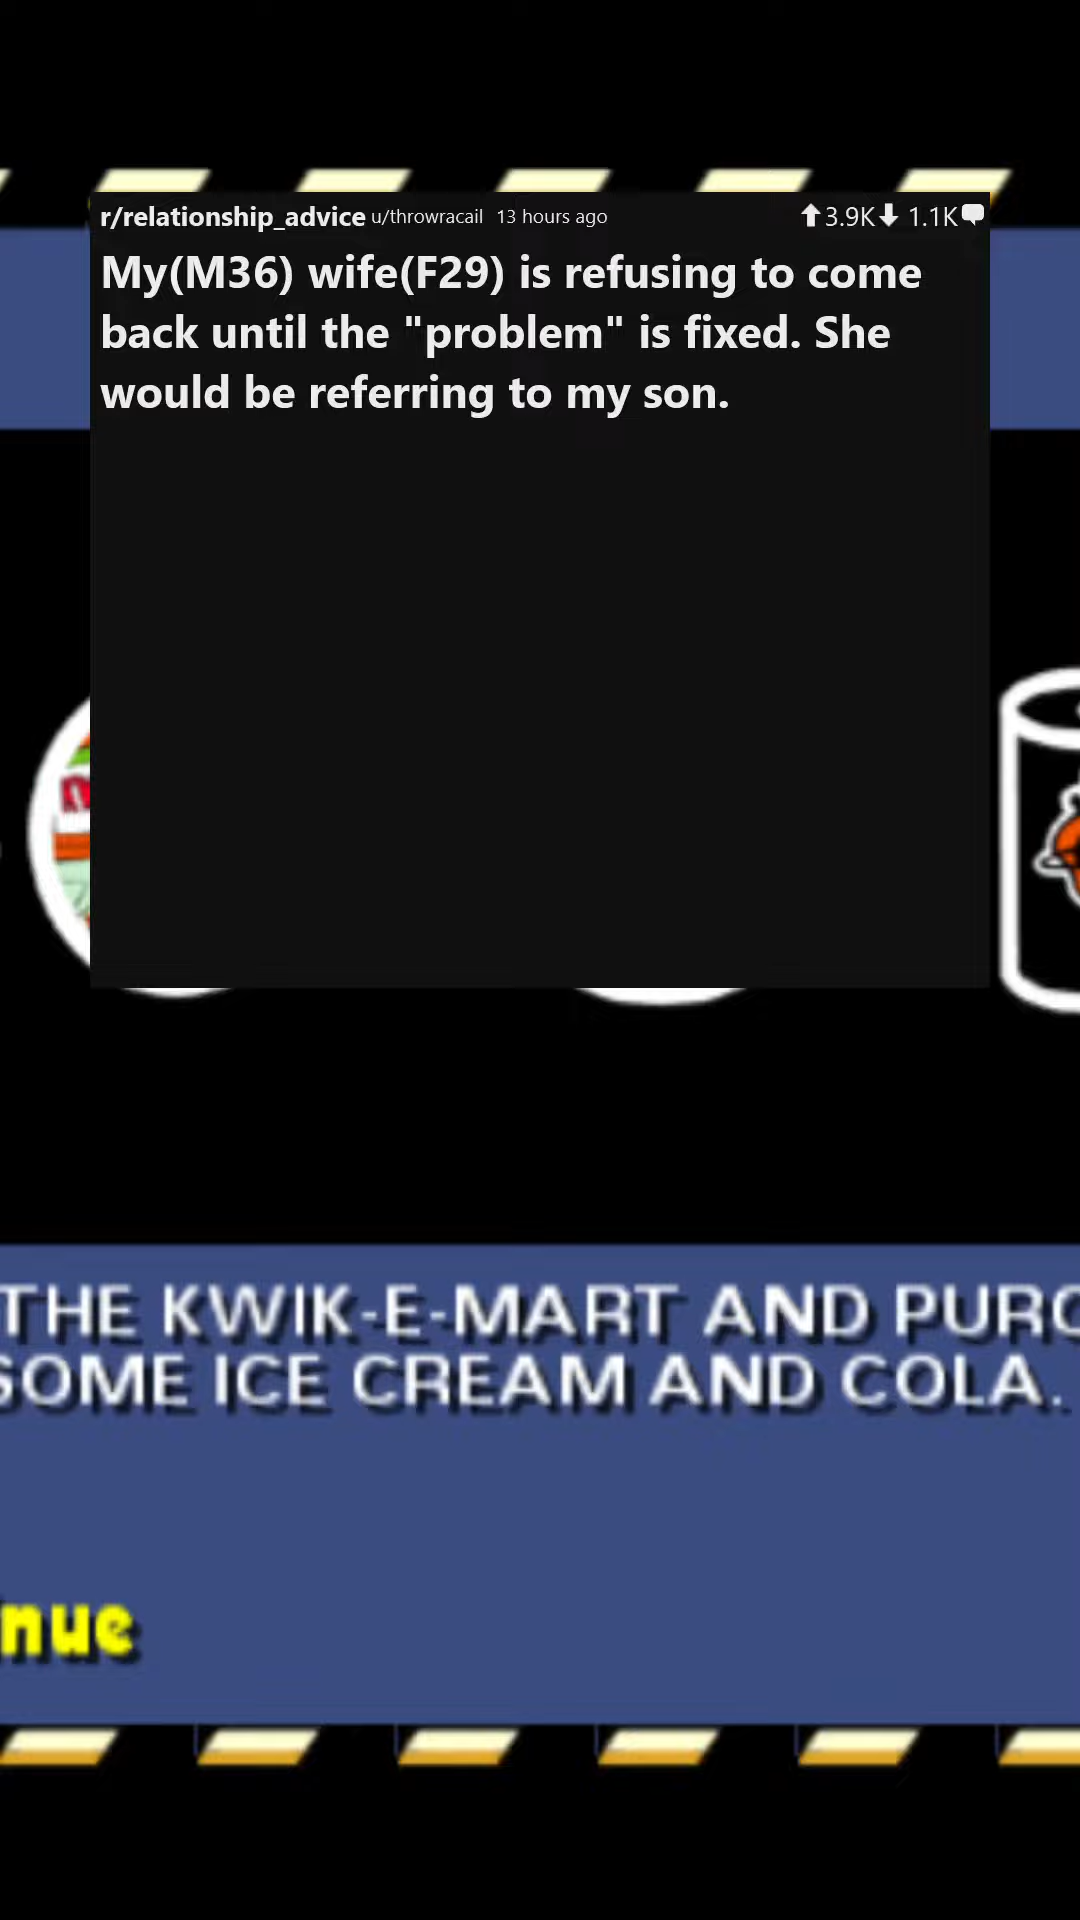 r/relationship_advice u/throwracail 13 hours ago 3.9K 1.1K
My(M36) wife(F29) is refusing to come
back until the "problem" is fixed. She
would be referring to my son.
THE KWIK-E-MART AND PURC
SOME ICE CREAM AND COLA.
nue